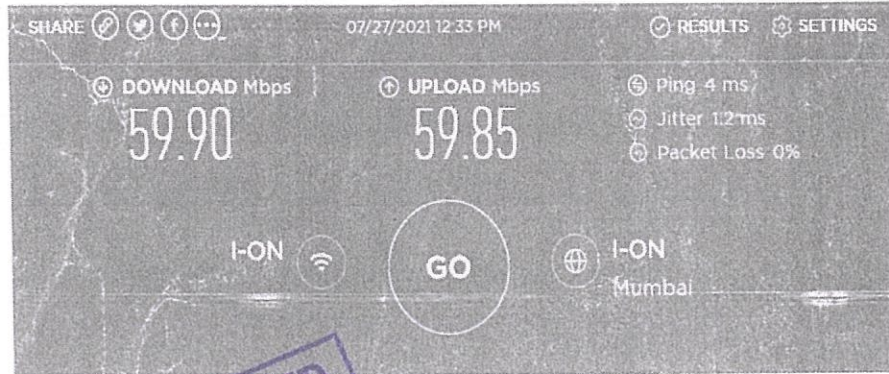 SHARE
07/27/2021 12:33 PM
RESULTS
SETTINGS
DOWNLOAD Mbps
59.90
UPLOAD Mbps
59.85
Ping 4 ms
Jitter 1.2 ms
Packet Loss 0%
I-ON
GO
I-ON
Mumbai